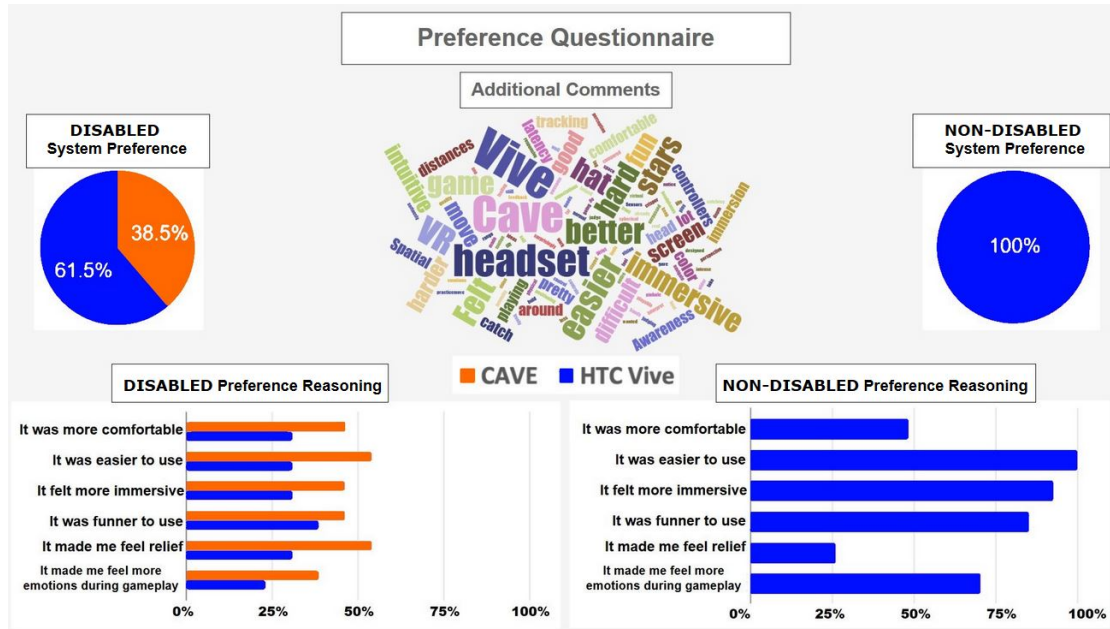 Preference Questionnaire
Additional Comments
DISABLED
System Preference
NON-DISABLED
System Preference
38.5%
61.5%
100%
tracking
comfortable
latency
good
fun
stars
distances
Vive
hat
hard
controllers
intuitive
game
Cave
better
head
lot
immersion
move
VR
screen
Spatial
headset
color
harder
Felt
playing
pretty
easier
immersive
catch
around
difficult
Awareness
CAVE
HTC Vive
DISABLED Preference Reasoning
NON-DISABLED Preference Reasoning
It was more comfortable
It was easier to use
It felt more immersive
It was funner to use
It made me feel relief
It made me feel more
emotions during gameplay
0% 25% 50% 75% 100%
It was more comfortable
It was easier to use
It felt more immersive
It was funner to use
It made me feel relief
It made me feel more
emotions during gameplay
0% 25% 50% 75% 100%